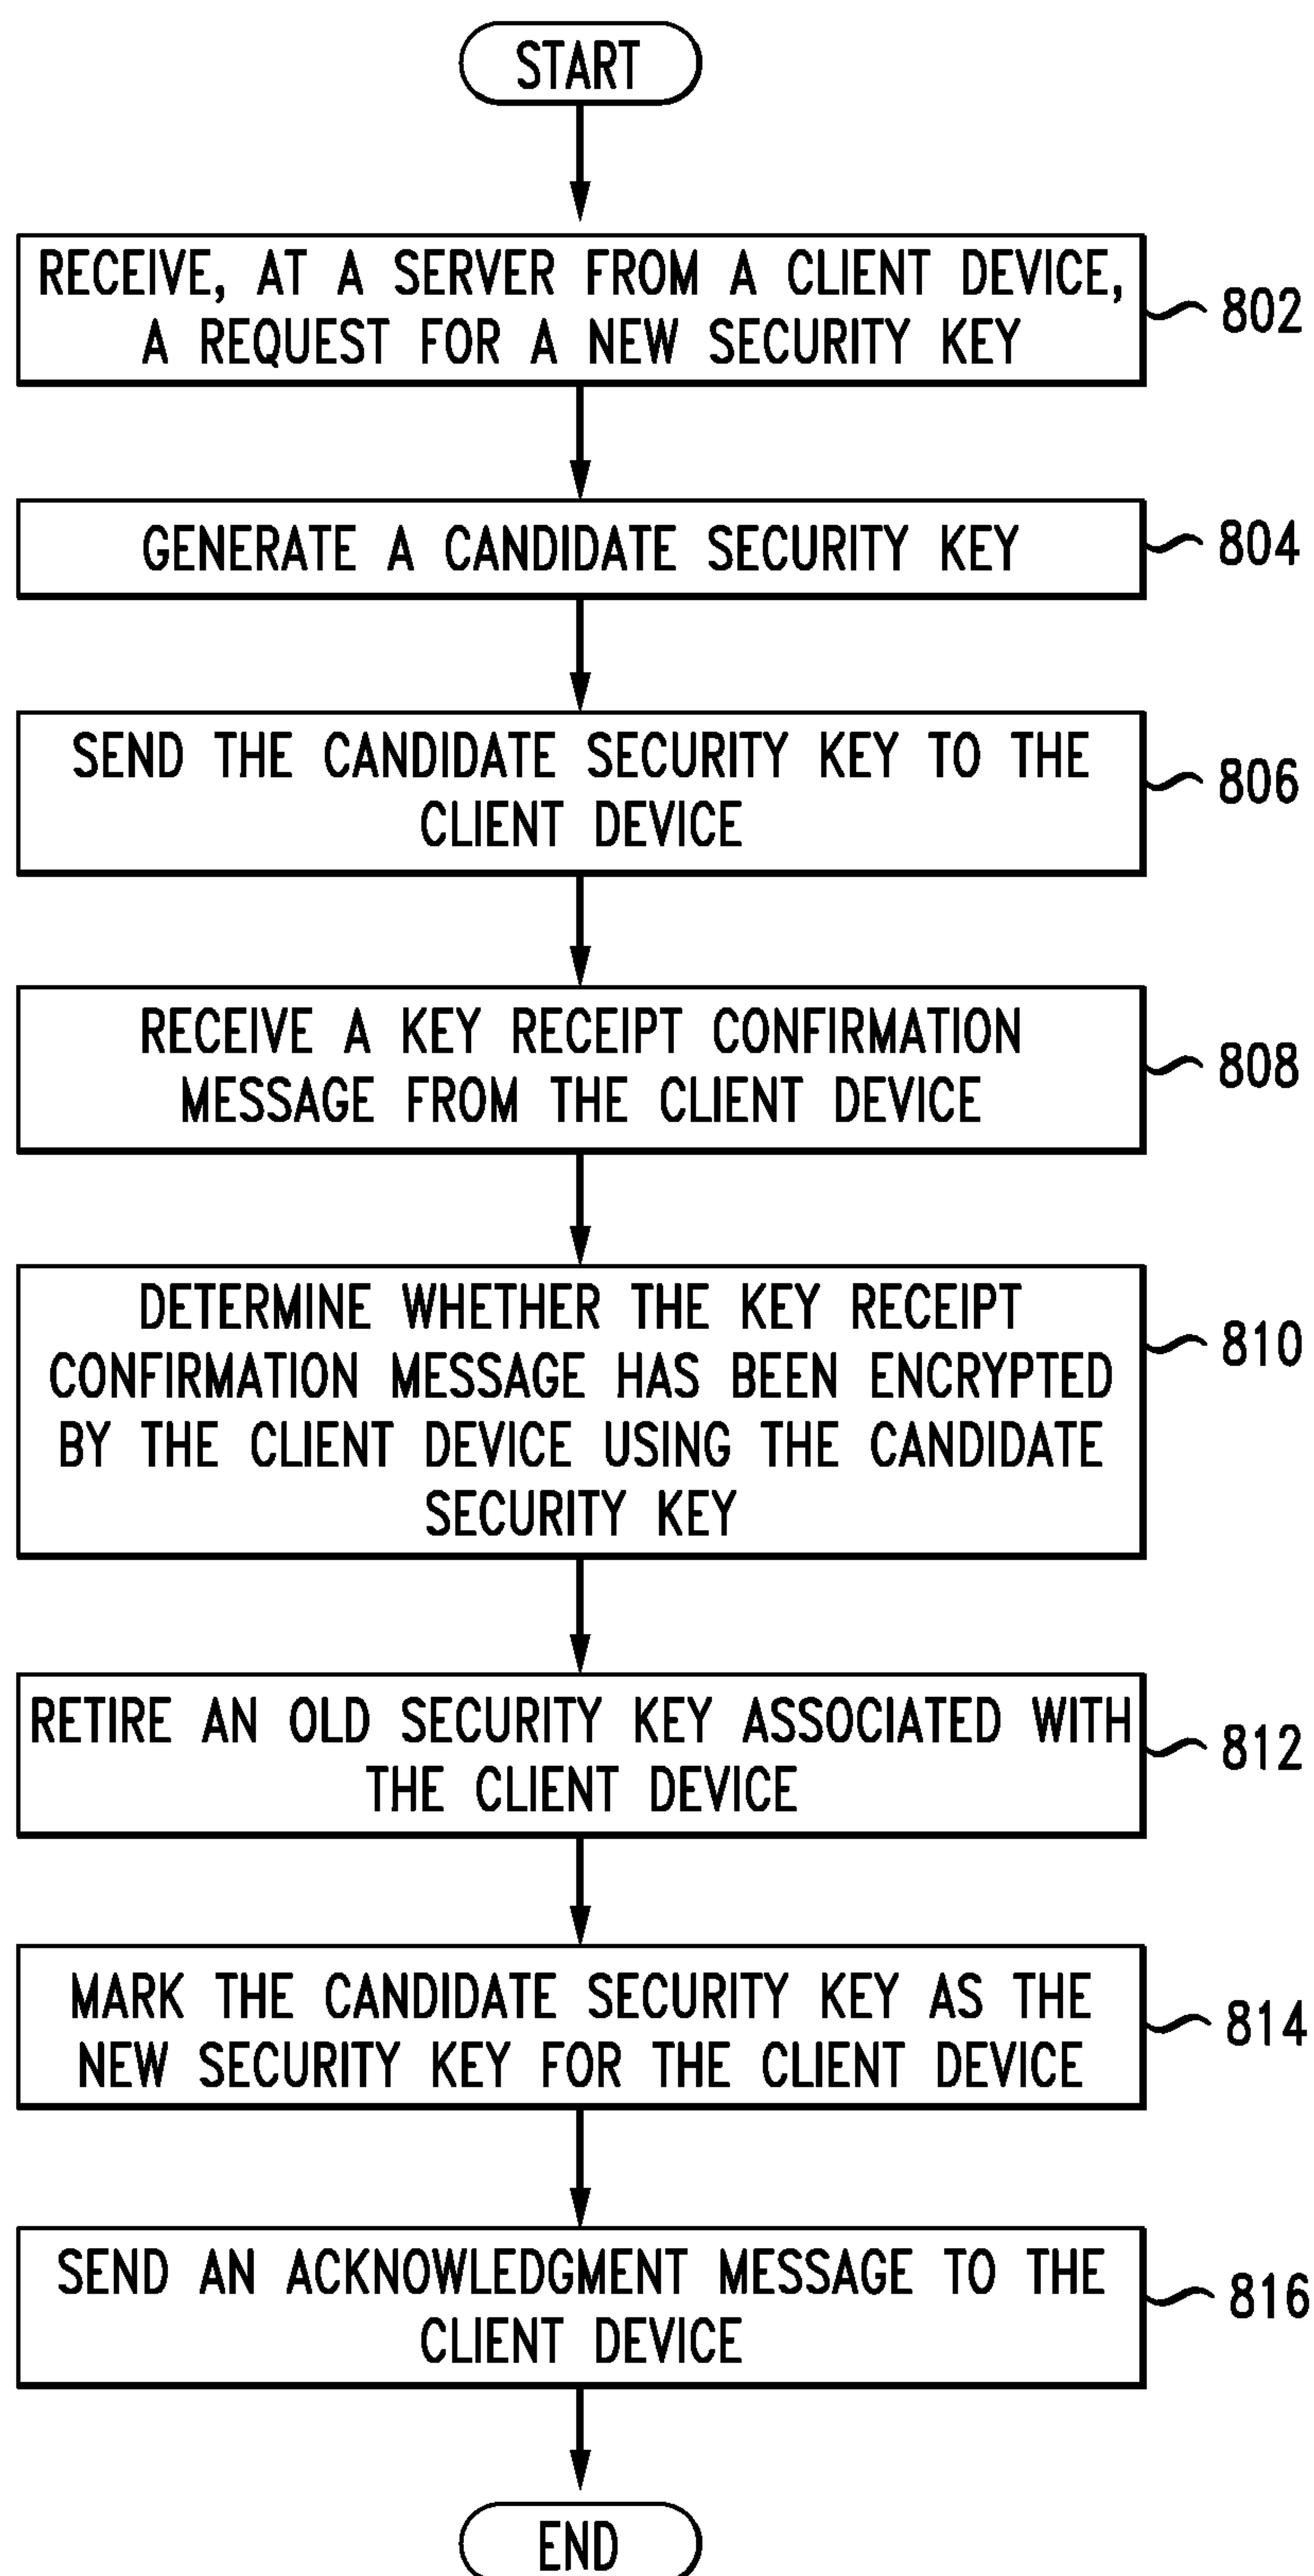 START
RECEIVE, AT A SERVER FROM A CLIENT DEVICE,
A REQUEST FOR A NEW SECURITY KEY
802
GENERATE A CANDIDATE SECURITY KEY
804
SEND THE CANDIDATE SECURITY KEY TO THE
CLIENT DEVICE
806
RECEIVE A KEY RECEIPT CONFIRMATION
MESSAGE FROM THE CLIENT DEVICE
808
DETERMINE WHETHER THE KEY RECEIPT
CONFIRMATION MESSAGE HAS BEEN ENCRYPTED
BY THE CLIENT DEVICE USING THE CANDIDATE
SECURITY KEY
810
RETIRE AN OLD SECURITY KEY ASSOCIATED WITH
THE CLIENT DEVICE
812
MARK THE CANDIDATE SECURITY KEY AS THE
NEW SECURITY KEY FOR THE CLIENT DEVICE
814
SEND AN ACKNOWLEDGMENT MESSAGE TO THE
CLIENT DEVICE
816
END